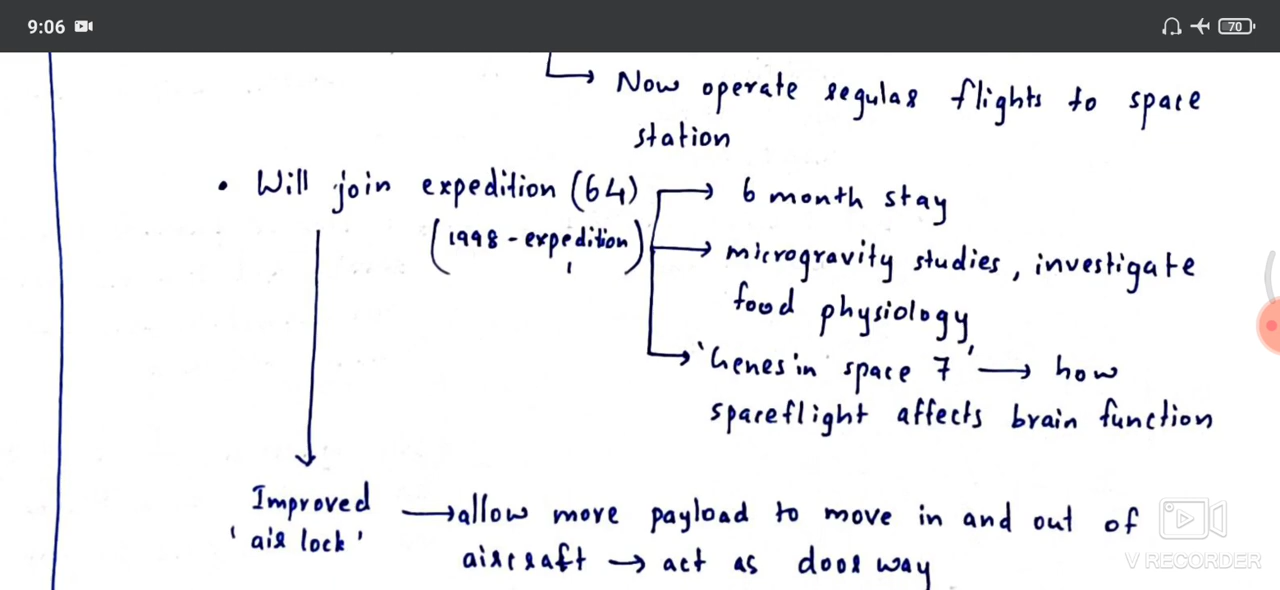 9:06 70
Now operate regular flights to space
station
• Will join expedition (64) → 6 month stay
(1998 - expedition 1) → microgravity studies, investigate
food physiology
→ 'Genes in space 7' → how
spaceflight affects brain function
Improved → allow more payload to move in and out of
'air lock' aircraft → act as door way
V RECORDER